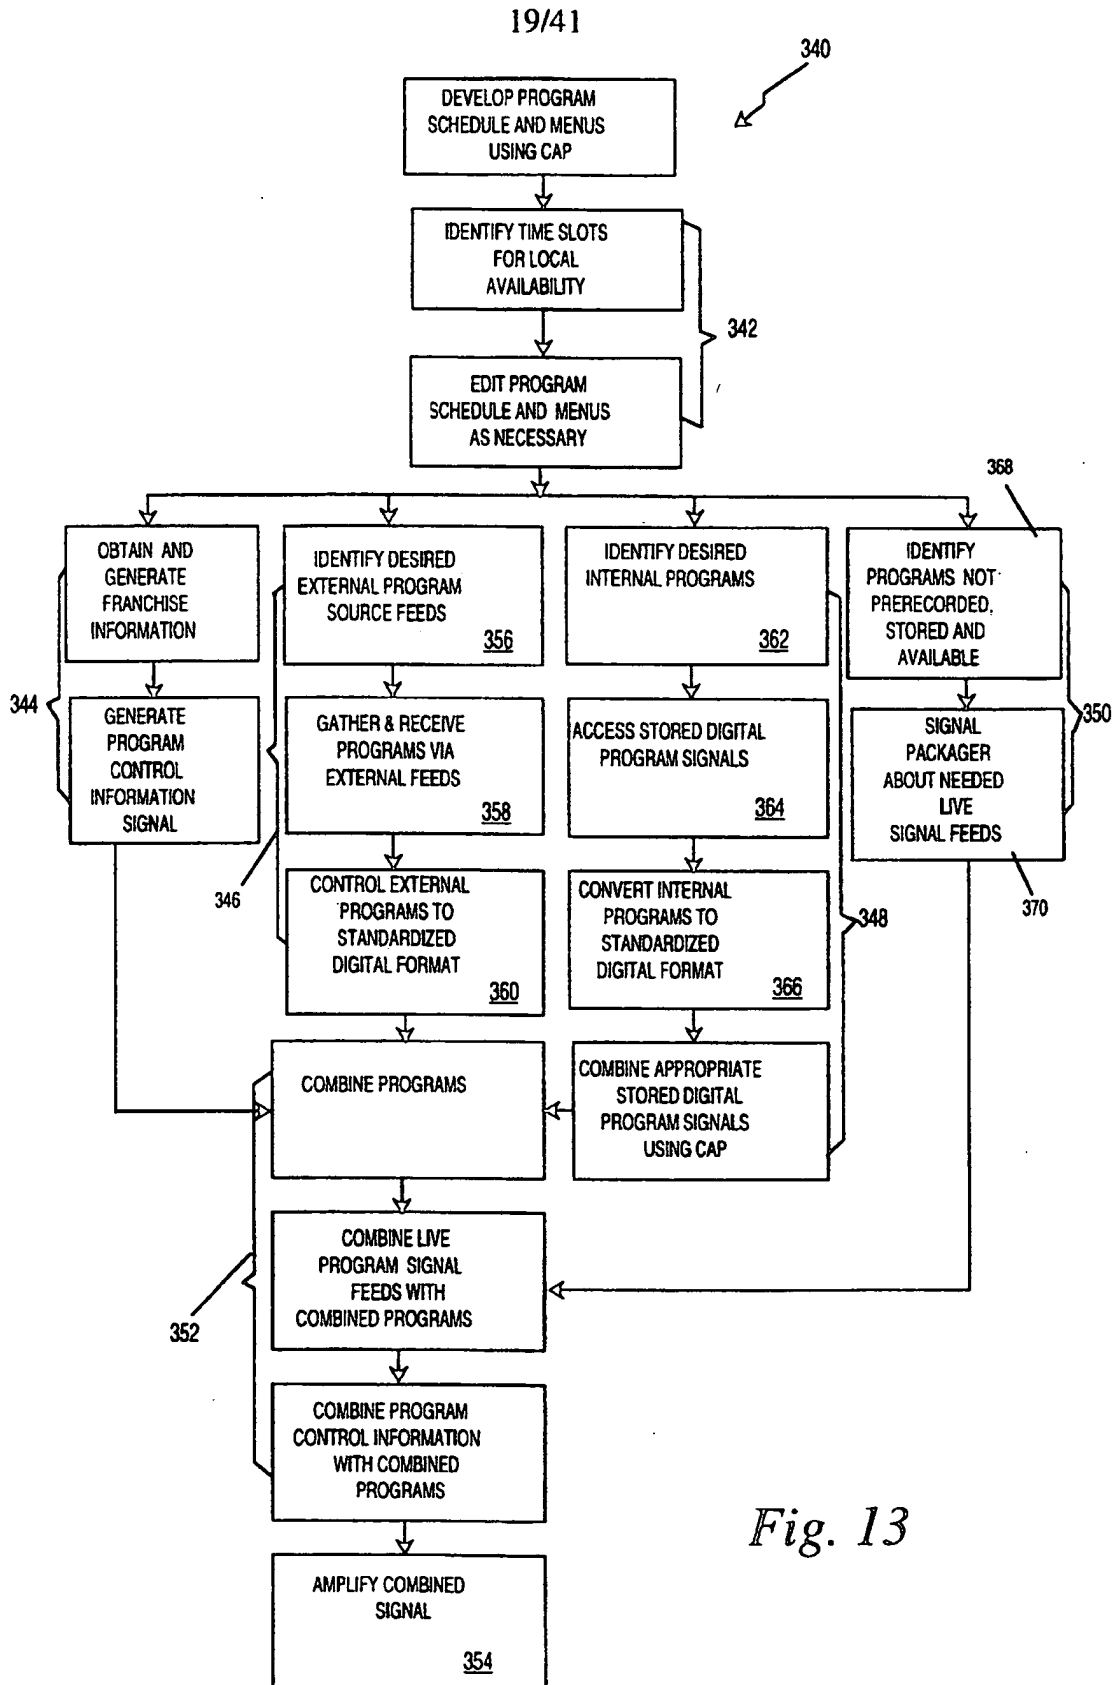 19/41
340
DEVELOP PROGRAM
SCHEDULE AND MENUS
USING CAP
IDENTIFY TIME SLOTS
FOR LOCAL
AVAILABILITY
342
EDIT PROGRAM
SCHEDULE AND MENUS
AS NECESSARY
368
OBTAIN AND
GENERATE
FRANCHISE
INFORMATION
IDENTIFY DESIRED
EXTERNAL PROGRAM
SOURCE FEEDS
356
IDENTIFY DESIRED
INTERNAL PROGRAMS
362
IDENTIFY
PROGRAMS NOT
PRERECORDED,
STORED AND
AVAILABLE
344
350
GENERATE
PROGRAM
CONTROL
INFORMATION
SIGNAL
GATHER & RECEIVE
PROGRAMS VIA
EXTERNAL FEEDS
358
ACCESS STORED DIGITAL
PROGRAM SIGNALS
364
SIGNAL
PACKAGER
ABOUT NEEDED
LIVE
SIGNAL FEEDS
346
370
CONTROL EXTERNAL
PROGRAMS TO
STANDARDIZED
DIGITAL FORMAT
360
CONVERT INTERNAL
PROGRAMS TO
STANDARDIZED
DIGITAL FORMAT
366
348
COMBINE PROGRAMS
COMBINE APPROPRIATE
STORED DIGITAL
PROGRAM SIGNALS
USING CAP
COMBINE LIVE
PROGRAM SIGNAL
FEEDS WITH
COMBINED PROGRAMS
352
COMBINE PROGRAM
CONTROL INFORMATION
WITH COMBINED
PROGRAMS
Fig. 13
AMPLIFY COMBINED
SIGNAL
354